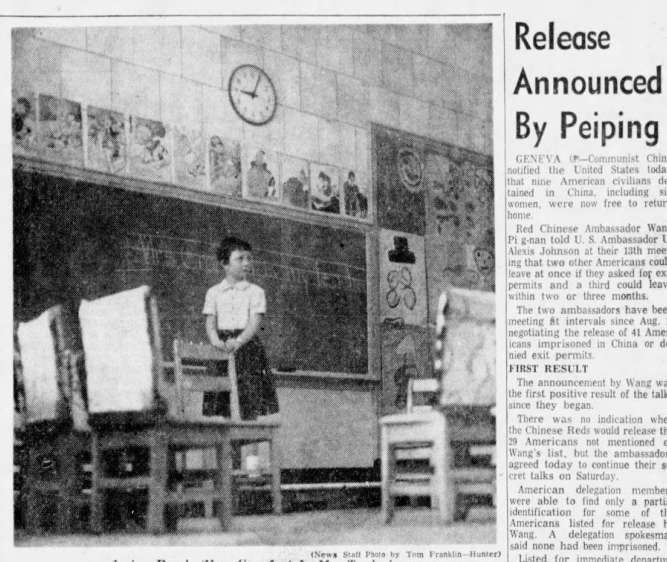 (News Staff Photo by Tom Franklin—Hunter)
Release
Announced
By Peiping
GENEVA (P—Communist Chin
notified the United States toda
that nine American civilians de
tained in China, including si
women, were now free to retur
home.
Red Chinese Ambassador Wan
Pi g-nan told U. S. Ambassador U
Alexis Johnson at their 13th mee
ing that two other Americans coul
leave at once if they asked for ex
permits and a third could leav
within two or three months.
The two ambassadors have bee
meeting at intervals since Aug.
negotiating the release of 41 Amer
icans imprisoned in China or de
nied exit permits.
FIRST RESULT
The announcement by Wang wa
the first positive result of the talk
since they began.
There was no indication whe
the Chinese Reds would release th
29 Americans not mentioned o
Wang's list, but the ambassador
agreed today to continue their se
cret talks on Saturday.
American delegation member
were able to find only a partia
identification for some of th
Americans listed for release b
Wang. A delegation spokesma
said none had been imprisoned.
Listed for immediate departu